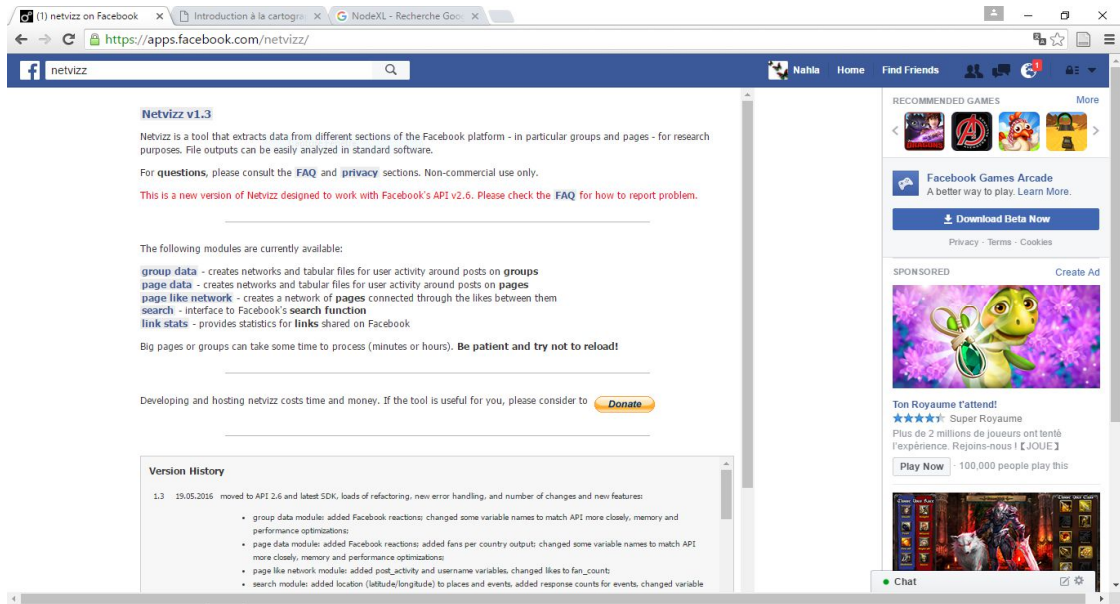 (1) netvizz on Facebook
Introduction à la cartogra
NodeXL - Recherche Goo
https://apps.facebook.com/netvizz/
netvizz
Nahla
Home
Find Friends
1
Netvizz v1.3
Netvizz is a tool that extracts data from different sections of the Facebook platform - in particular groups and pages - for research
purposes. File outputs can be easily analyzed in standard software.
For questions, please consult the FAQ and privacy sections. Non-commercial use only.
This is a new version of Netvizz designed to work with Facebook's API v2.6. Please check the FAQ for how to report problem.
The following modules are currently available:
group data - creates networks and tabular files for user activity around posts on groups
page data - creates networks and tabular files for user activity around posts on pages
page like network - creates a network of pages connected through the likes between them
search - interface to Facebook's search function
link stats - provides statistics for links shared on Facebook
Big pages or groups can take some time to process (minutes or hours). Be patient and try not to reload!
Developing and hosting netvizz costs time and money. If the tool is useful for you, please consider to Donate
Version History
1.3 19.05.2016 moved to API 2.6 and latest SDK, loads of refactoring, new error handling, and number of changes and new features:
• group data module: added Facebook reactions; changed some variable names to match API more closely, memory and
performance optimizations;
• page data module: added Facebook reactions; added fans per country output; changed some variable names to match API
more closely, memory and performance optimizations;
• page like network module: added post_activity and username variables, changed likes to fan_count;
• search module: added location (latitude/longitude) to places and events, added response counts for events, changed variable
RECOMMENDED GAMES
More
DRAGONS
Facebook Games Arcade
A better way to play. Learn More.
Download Beta Now
Privacy · Terms · Cookies
SPONSORED
Create Ad
Ton Royaume t'attend!
Super Royaume
Plus de 2 millions de joueurs ont tenté
l'expérience. Rejoins-nous ! 【JOUE】
Play Now · 100,000 people play this
Chat